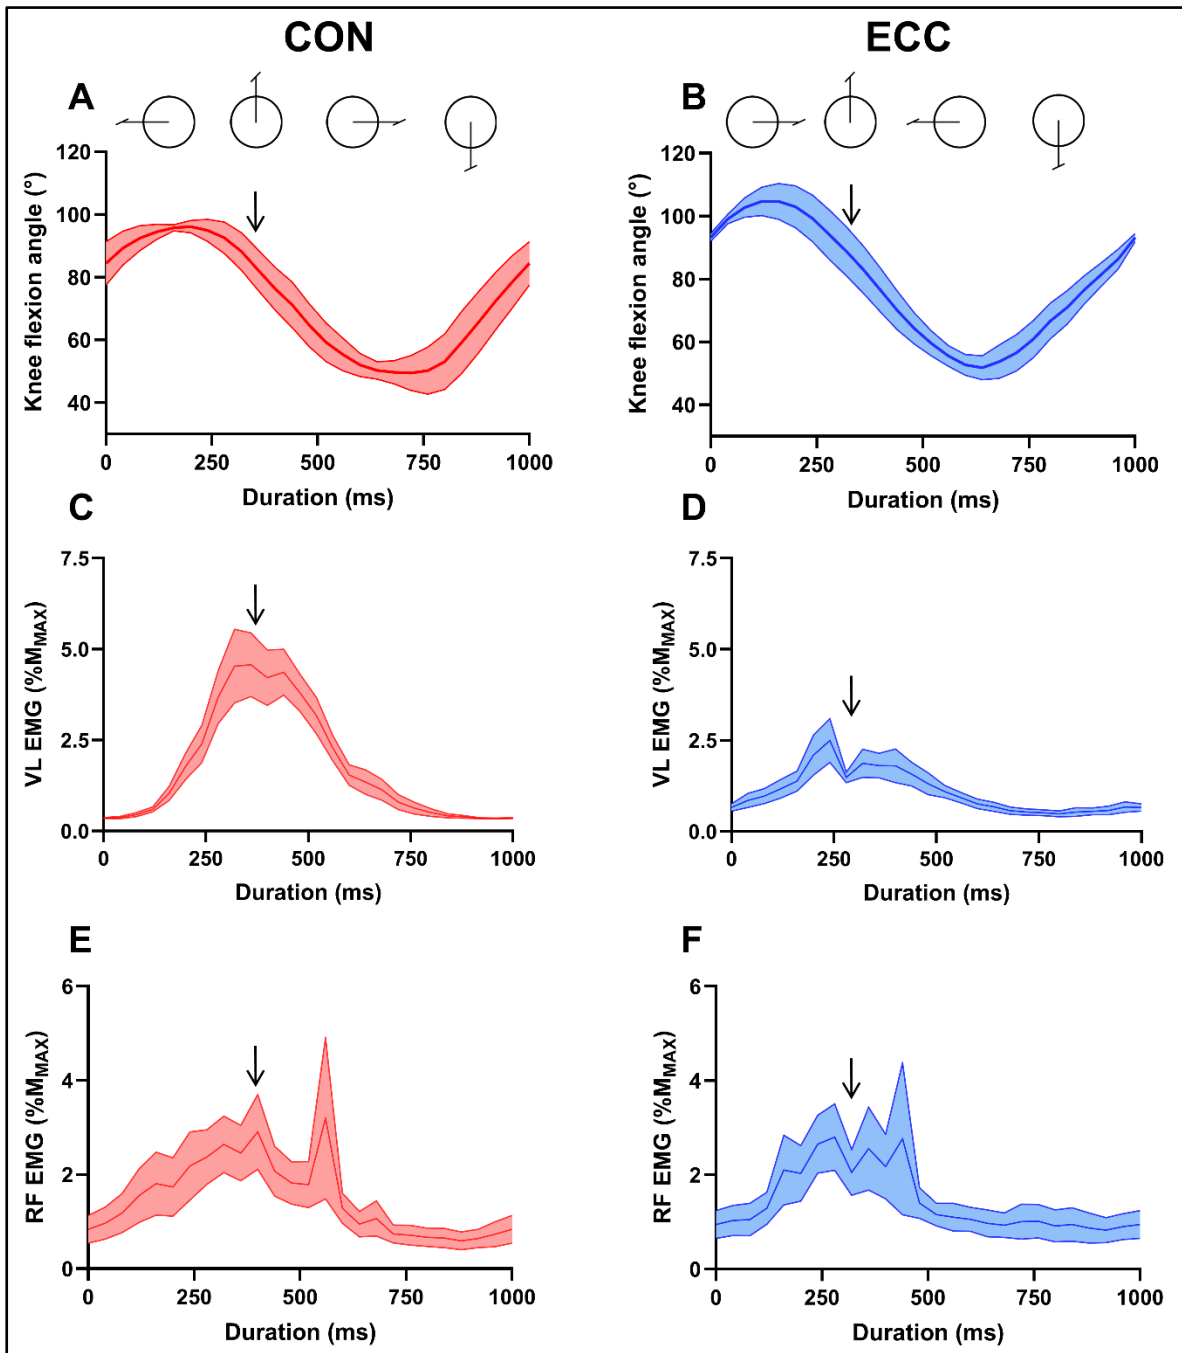 CON
ECC
A
B
120
100
80
60
40
Knee flexion angle (°)
0 250 500 750 1000
Duration (ms)
120
100
80
60
40
Knee flexion angle (°)
0 250 500 750 1000
Duration (ms)
C
D
7.5
5.0
2.5
0.0
VL EMG (%MMAX)
0 250 500 750 1000
Duration (ms)
7.5
5.0
2.5
0.0
VL EMG (%MMAX)
0 250 500 750 1000
Duration (ms)
E
F
6
4
2
0
RF EMG (%MMAX)
0 250 500 750 1000
Duration (ms)
6
4
2
0
RF EMG (%MMAX)
0 250 500 750 1000
Duration (ms)